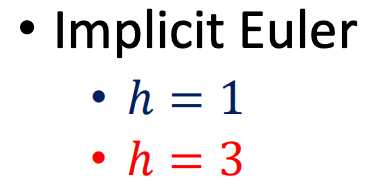 • Implicit Euler
• h = 1
• h = 3